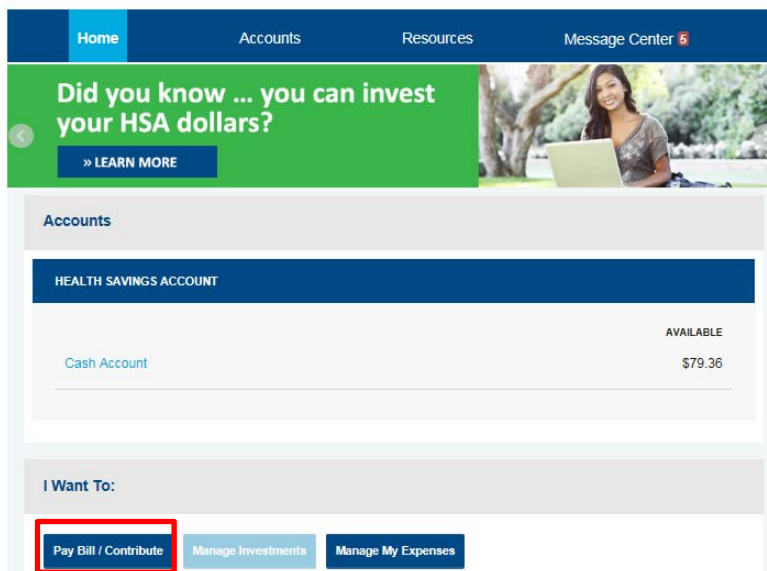 Home Accounts Resources Message Center 5
Did you know ... you can invest
your HSA dollars?
» LEARN MORE
Accounts
HEALTH SAVINGS ACCOUNT
AVAILABLE
Cash Account $79.36
I Want To:
Pay Bill / Contribute Manage Investments Manage My Expenses